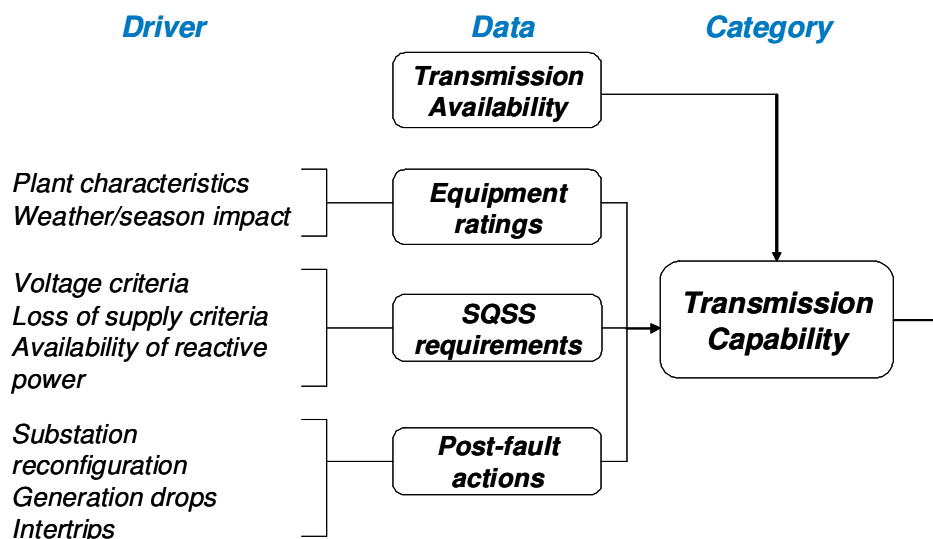 Driver
Data
Category
Transmission
Availability
Plant characteristics
Weather/season impact
Equipment
ratings
Voltage criteria
Loss of supply criteria
Availability of reactive
power
SQSS
requirements
Transmission
Capability
Substation
reconfiguration
Generation drops
Intertrips
Post-fault
actions